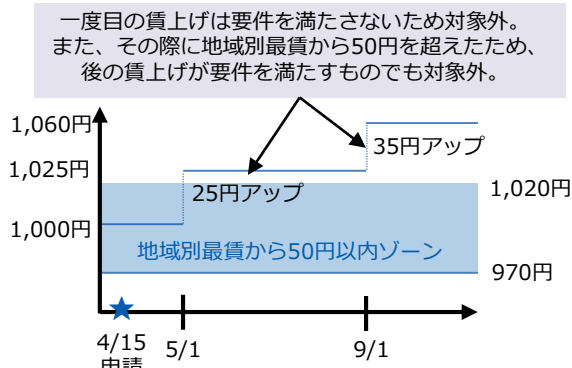 一度目の賃上げは要件を満たさないため対象外。
また、その際に地域別最賃から50円を超えたため、
後の賃上げが要件を満たすものでも対象外。
1,060円
35円アップ
1,025円
25円アップ
1,020円
1,000円
地域別最賃から50円以内ゾーン
970円
4/15
申請
5/1
9/1